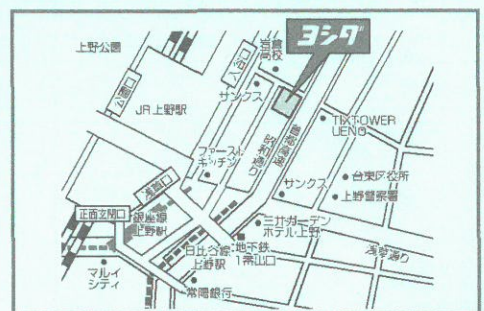 ヨシダ
上野公園
公園口
JR上野駅
入谷口
岩倉
高校
サンクス
TIXTOWER
UENO
ファースト
キッチン
昭和通り
浅草口
サンクス
台東区役所
上野警察署
正面玄関口
銀座線
上野駅
三井ガーデン
ホテル上野
浅草通り
日比谷線
上野駅
地下鉄
1番出口
マルイ
シティ
常陽銀行